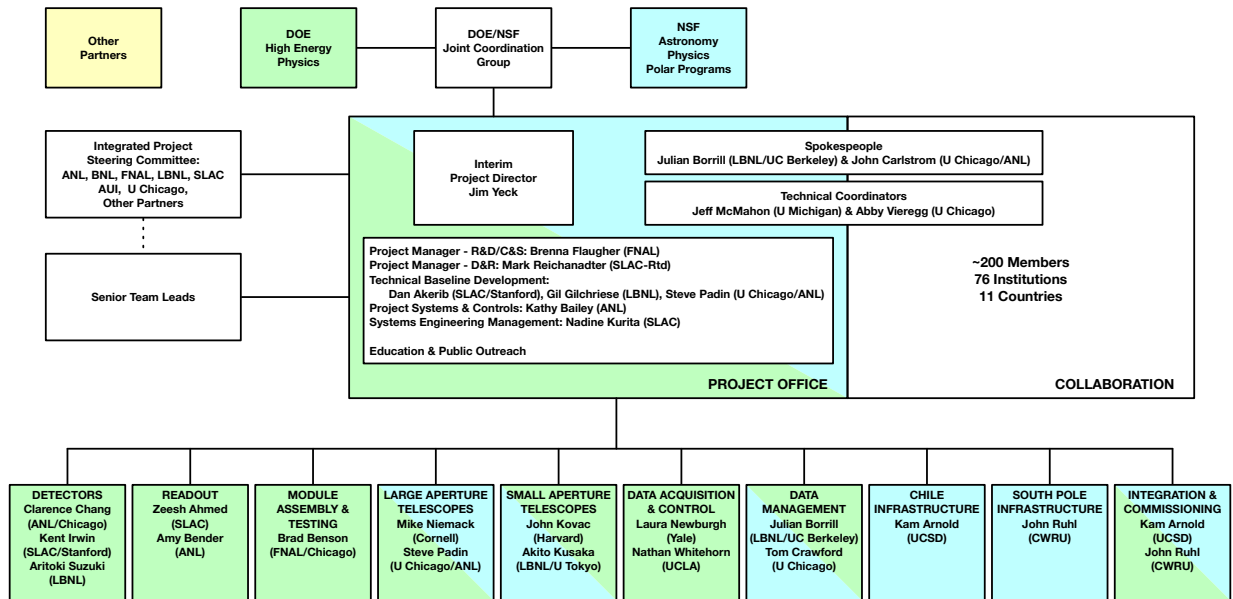 Other
Partners
DOE
High Energy
Physics
DOE/NSF
Joint Coordination
Group
NSF
Astronomy
Physics
Polar Programs
Integrated Project
Steering Committee:
ANL, BNL, FNAL, LBNL, SLAC
AUI, U Chicago,
Other Partners
Senior Team Leads
Interim
Project Director
Jim Yeck
Spokespeople
Julian Borrill (LBNL/UC Berkeley) & John Carlstrom (U Chicago/ANL)
Technical Coordinators
Jeff McMahon (U Michigan) & Abby Vieregg (U Chicago)
Project Manager - R&D/C&S: Brenna Flaugher (FNAL)
Project Manager - D&R: Mark Reichanadter (SLAC-Rtd)
Technical Baseline Development:
Dan Akerib (SLAC/Stanford), Gil Gilchriese (LBNL), Steve Padin (U Chicago/ANL)
Project Systems & Controls: Kathy Bailey (ANL)
Systems Engineering Management: Nadine Kurita (SLAC)
Education & Public Outreach
PROJECT OFFICE
~200 Members
76 Institutions
11 Countries
COLLABORATION
DETECTORS
Clarence Chang
(ANL/Chicago)
Kent Irwin
(SLAC/Stanford)
Aritoki Suzuki
(LBNL)
READOUT
Zeesh Ahmed
(SLAC)
Amy Bender
(ANL)
MODULE
ASSEMBLY &
TESTING
Brad Benson
(FNAL/Chicago)
LARGE APERTURE
TELESCOPES
Mike Niemack
(Cornell)
Steve Padin
(U Chicago/ANL)
SMALL APERTURE
TELESCOPES
John Kovac
(Harvard)
Akito Kusaka
(LBNL/U Tokyo)
DATA ACQUISITION
& CONTROL
Laura Newburgh
(Yale)
Nathan Whitehorn
(UCLA)
DATA
MANAGEMENT
Julian Borrill
(LBNL/UC Berkeley)
Tom Crawford
(U Chicago)
CHILE
INFRASTRUCTURE
Kam Arnold
(UCSD)
SOUTH POLE
INFRASTRUCTURE
John Ruhl
(CWRU)
INTEGRATION &
COMMISSIONING
Kam Arnold
(UCSD)
John Ruhl
(CWRU)